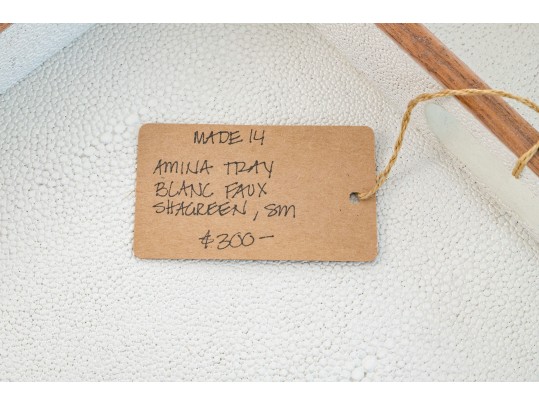 MADE 14
AMINA TRAY
BLANC FAUX
SHAGREEN, SM
$300-